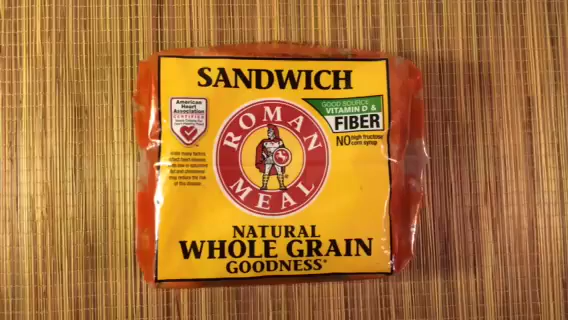 SANDWICH
American
Heart
Association
CERTIFIED
GOOD SOURCE
VITAMIN D &
FIBER
NO high fructose
corn syrup
ROMAN
MEAL
NATURAL
WHOLE GRAIN
GOODNESS*